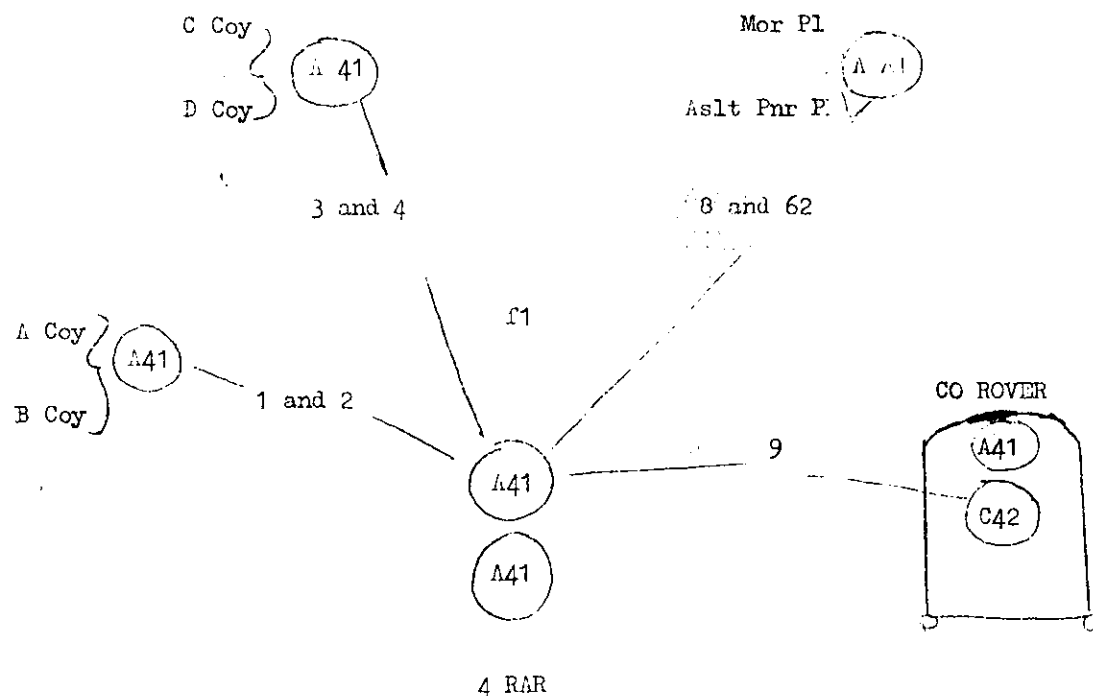 C Coy
A 41
D Coy
Mor Pl
Aslt Pnr
3 and 4
8 and 62
f1
A Coy
A41
B Coy
1 and 2
CO ROVER
A41
9
A41
C42
A41
4 RAR